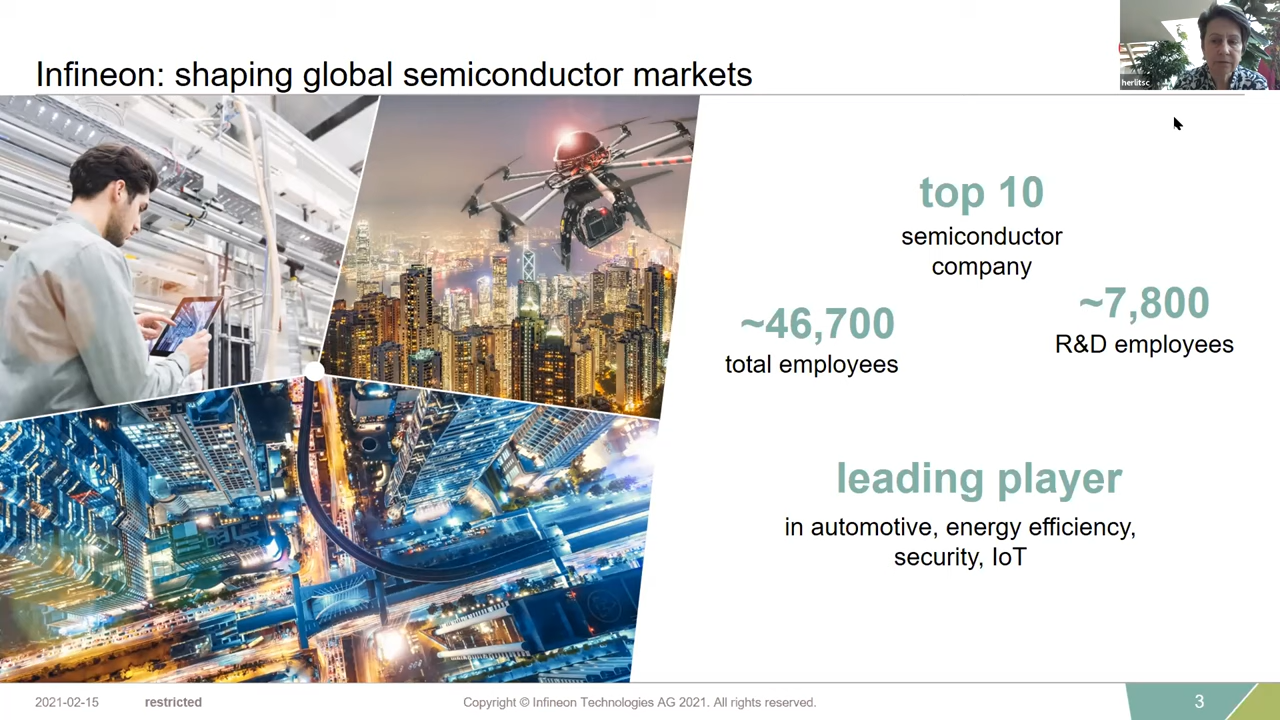 herlitsc
Infineon: shaping global semiconductor markets
top 10
semiconductor
company
~46,700
total employees
~7,800
R&D employees
leading player
in automotive, energy efficiency,
security, IoT
2021-02-15
restricted
Copyright © Infineon Technologies AG 2021. All rights reserved.
3